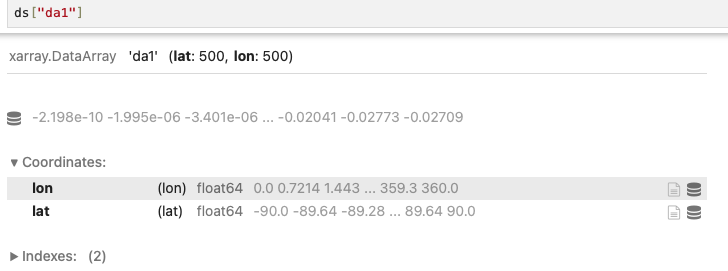 ds["da1"]
xarray.DataArray 'da1' (lat: 500, lon: 500)
-2.198e-10 -1.995e-06 -3.401e-06 ... -0.02041 -0.02773 -0.02709
▼ Coordinates:
lon (lon) float64 0.0 0.7214 1.443 ... 359.3 360.0
lat (lat) float64 -90.0 -89.64 -89.28 ... 89.64 90.0
► Indexes: (2)